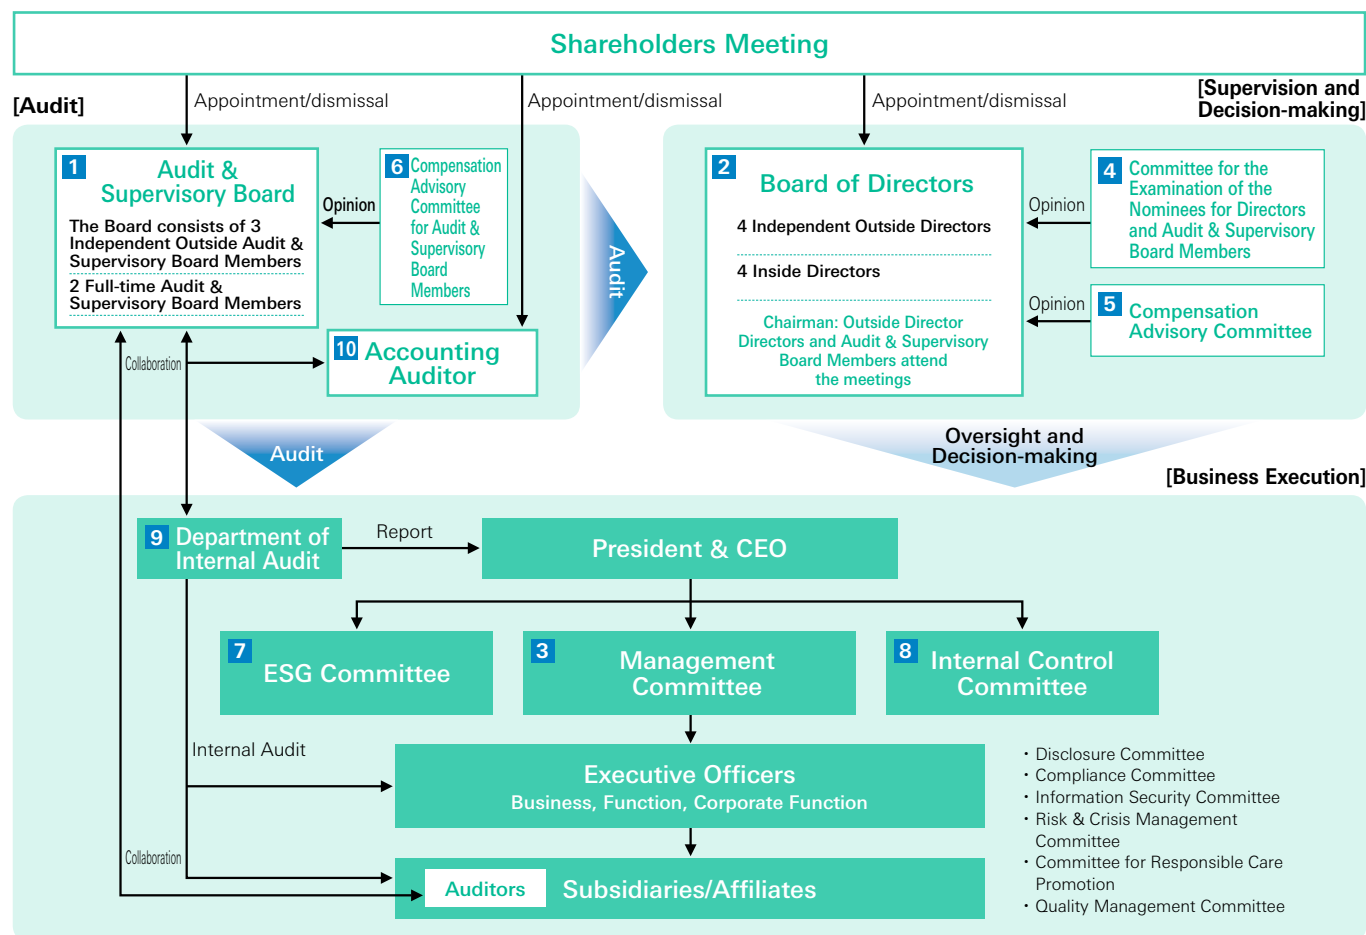 Shareholders Meeting
[Audit]
Appointment/dismissal
Appointment/dismissal
Appointment/dismissal
[Supervision and
Decision-making]
1
Audit &
Supervisory Board
The Board consists of 3
Independent Outside Audit &
Supervisory Board Members
2 Full-time Audit &
Supervisory Board Members
Opinion
6
Compensation
Advisory
Committee
for Audit &
Supervisory
Board
Members
Collaboration
10
Accounting
Auditor
Audit
2
Board of Directors
4 Independent Outside Directors
4 Inside Directors
Chairman: Outside Director
Directors and Audit & Supervisory
Board Members attend
the meetings
Opinion
4
Committee for the
Examination of the
Nominees for Directors
and Audit & Supervisory
Board Members
Opinion
5
Compensation
Advisory Committee
Audit
Oversight and
Decision-making
[Business Execution]
9
Department of
Internal Audit
Report
President & CEO
7
ESG Committee
3
Management
Committee
8
Internal Control
Committee
Internal Audit
Executive Officers
Business, Function, Corporate Function
Collaboration
Auditors
Subsidiaries/Affiliates
・Disclosure Committee
・Compliance Committee
・Information Security Committee
・Risk & Crisis Management
Committee
・Committee for Responsible Care
Promotion
・Quality Management Committee